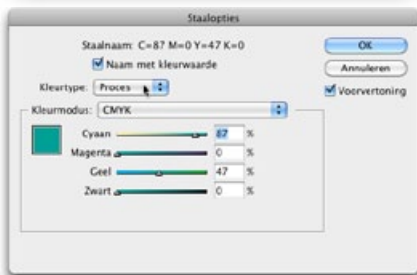 Staalopties
Staalnaam: C=87 M=0 Y=47 K=0
Naam met kleurwaarde
Kleurtype: Proces
Kleurmodus: CMYK
Cyaan 87 %
Magenta 0 %
Geel 47 %
Zwart 0 %
OK
Annuleren
Voorvertoning